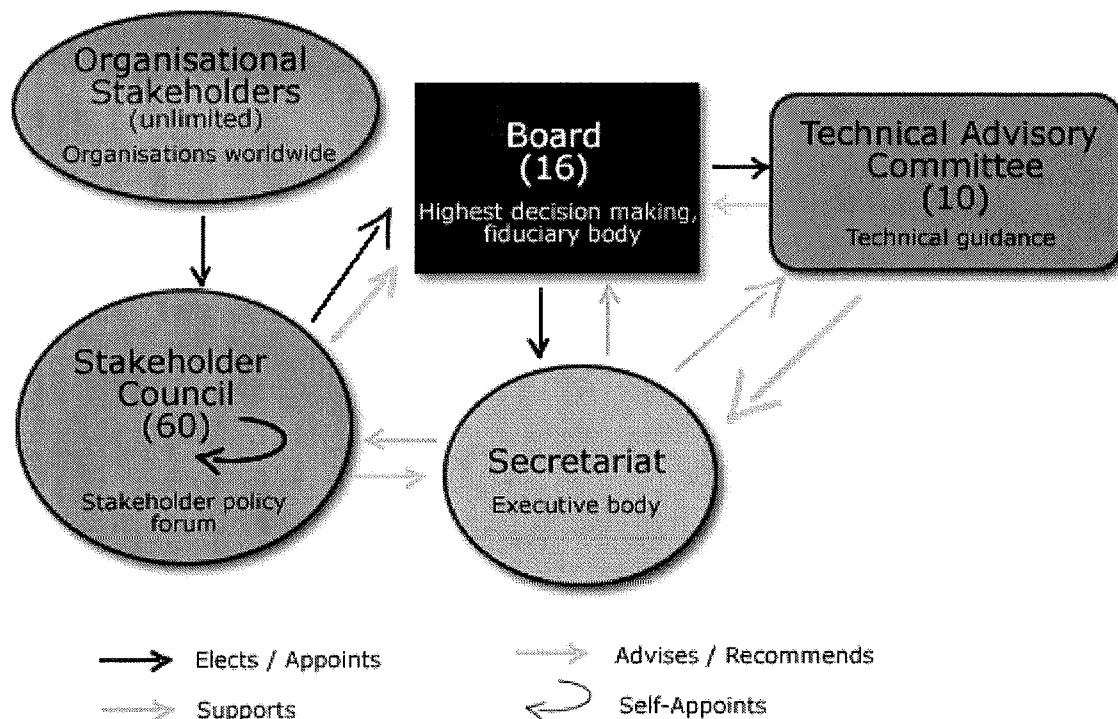 Organisational
Stakeholders
(unlimited)
Organisations worldwide
Board
(16)
Highest decision making,
fiduciary body
Technical Advisory
Committee
(10)
Technical guidance
Stakeholder
Council
(60)
Stakeholder policy
forum
Secretariat
Executive body
Elects / Appoints
Advises / Recommends
Supports
Self-Appoints